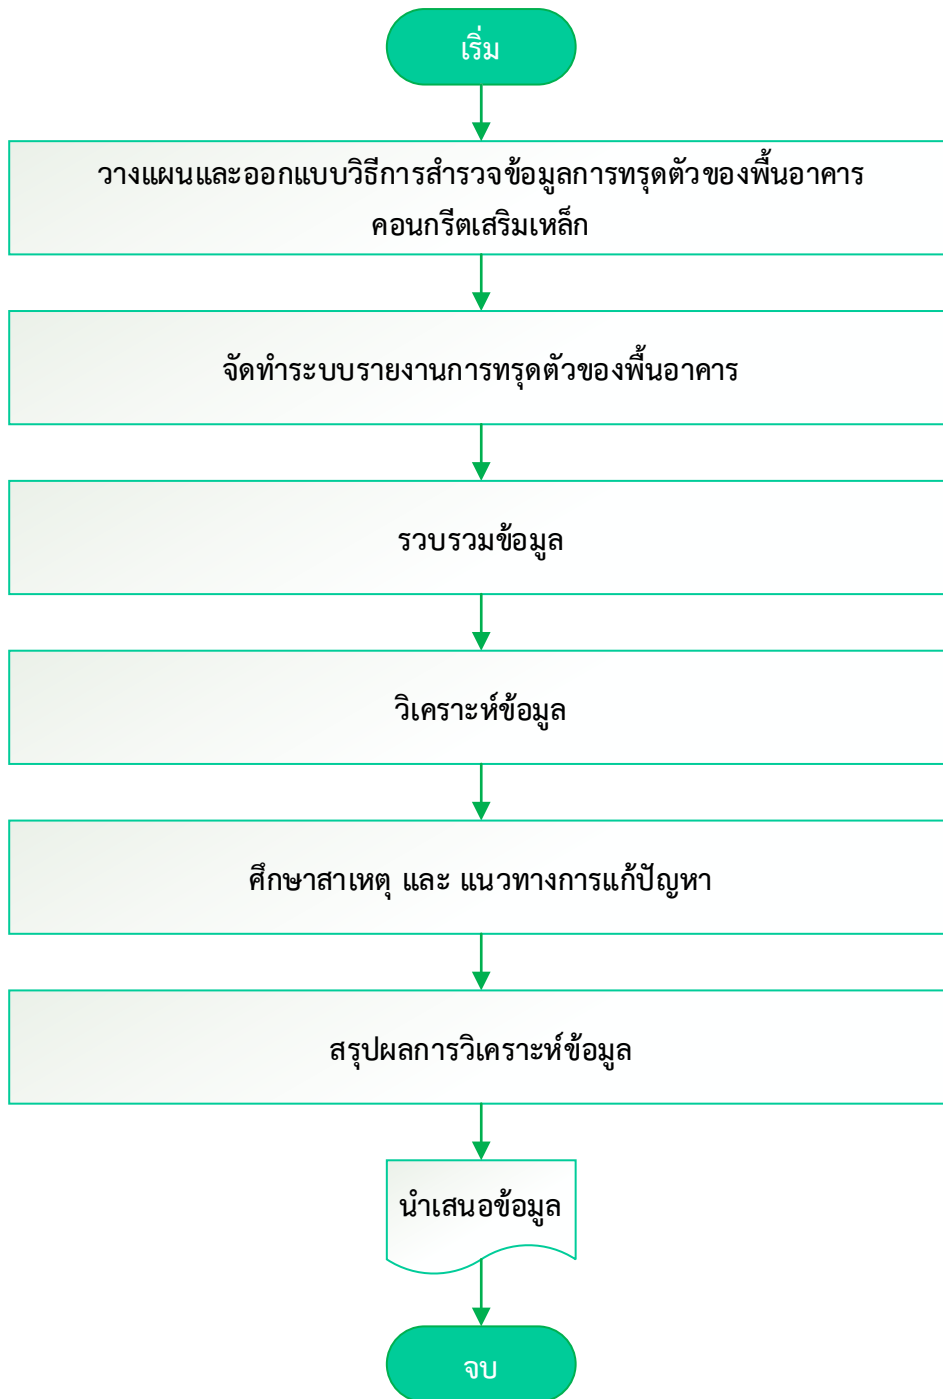 เริ่ม
วางแผนและออกแบบวิธีการสำรวจข้อมูลการทรุดตัวของพื้นอาคาร
คอนกรีตเสริมเหล็ก
จัดทำระบบรายงานการทรุดตัวของพื้นอาคาร
รวบรวมข้อมูล
วิเคราะห์ข้อมูล
ศึกษาสาเหตุ และ แนวทางการแก้ปัญหา
สรุปผลการวิเคราะห์ข้อมูล
นำเสนอข้อมูล
จบ